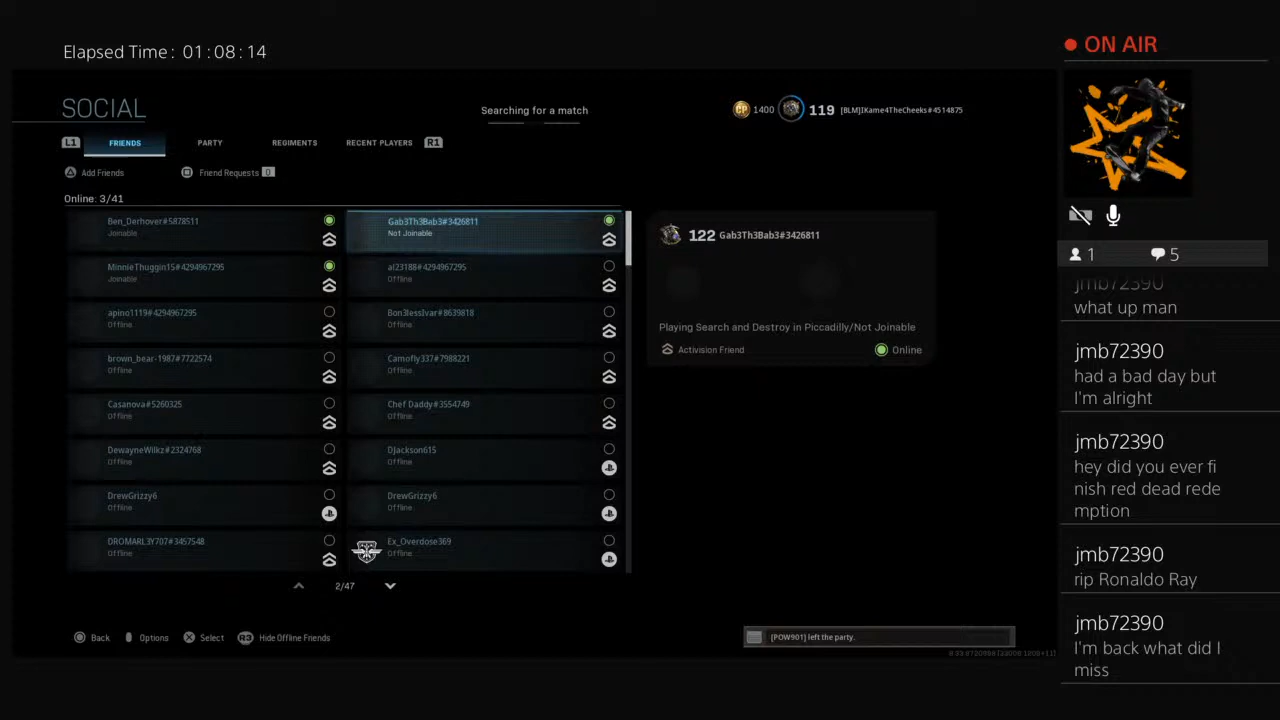 Elapsed Time: 01:08:14
ON AIR
SOCIAL
Searching for a match
1400
119
[BLM]IKame4TheCheeks#4514875
L1
FRIENDS
PARTY
REGIMENTS
RECENT PLAYERS
R1
Add Friends
Friend Requests 0
Online: 3/41
Ben_Derhover#5878511
Joinable
Gab3Th3Bab3#3426811
Not Joinable
MinnieThuggin15#4294967295
Joinable
al23188#4294967295
Offline
apino1119#4294967295
Offline
Bon3lessIvar#8639818
Offline
brown_bear-1987#7722574
Offline
Camofly337#7988221
Offline
Casanova#5260325
Offline
Chef Daddy#3554749
Offline
DewayneWilkz#2324768
Offline
DJackson615
Offline
DrewGrizzy6
Offline
DrewGrizzy6
Offline
DROMARL3Y707#3457548
Offline
Ex_Overdose369
Offline
2/47
122 Gab3Th3Bab3#3426811
Playing Search and Destroy in Piccadilly/Not Joinable
Activision Friend
Online
Back
Options
Select
R3 Hide Offline Friends
[POW901] left the party.
1
5
jmb72390
what up man
jmb72390
had a bad day but
I'm alright
jmb72390
hey did you ever fi
nish red dead rede
mption
jmb72390
rip Ronaldo Ray
jmb72390
I'm back what did I
miss